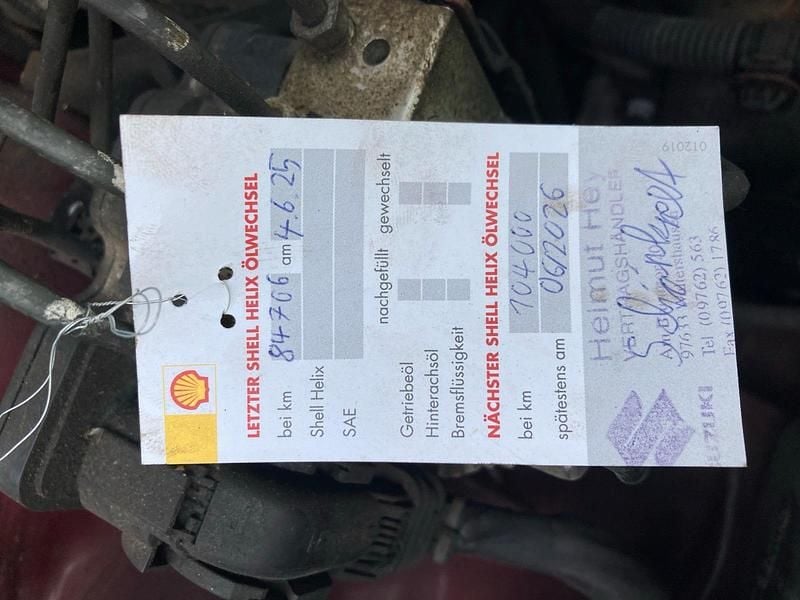 LETZTER SHELL HELIX ÖLWECHSEL
bei km 84706 am 4.6.25
Shell Helix
SAE
nachgefüllt gewechselt
Getriebeöl
Hinterachsöl
Bremsflüssigkeit
NÄCHSTER SHELL HELIX ÖLWECHSEL
bei km 104000
spätestens am 06/2026
Helmut Hey
VERTRAGSHÄNDLER
97633
Tel (09762) 563
Fax (09762) 1786
SUZUKI
012019